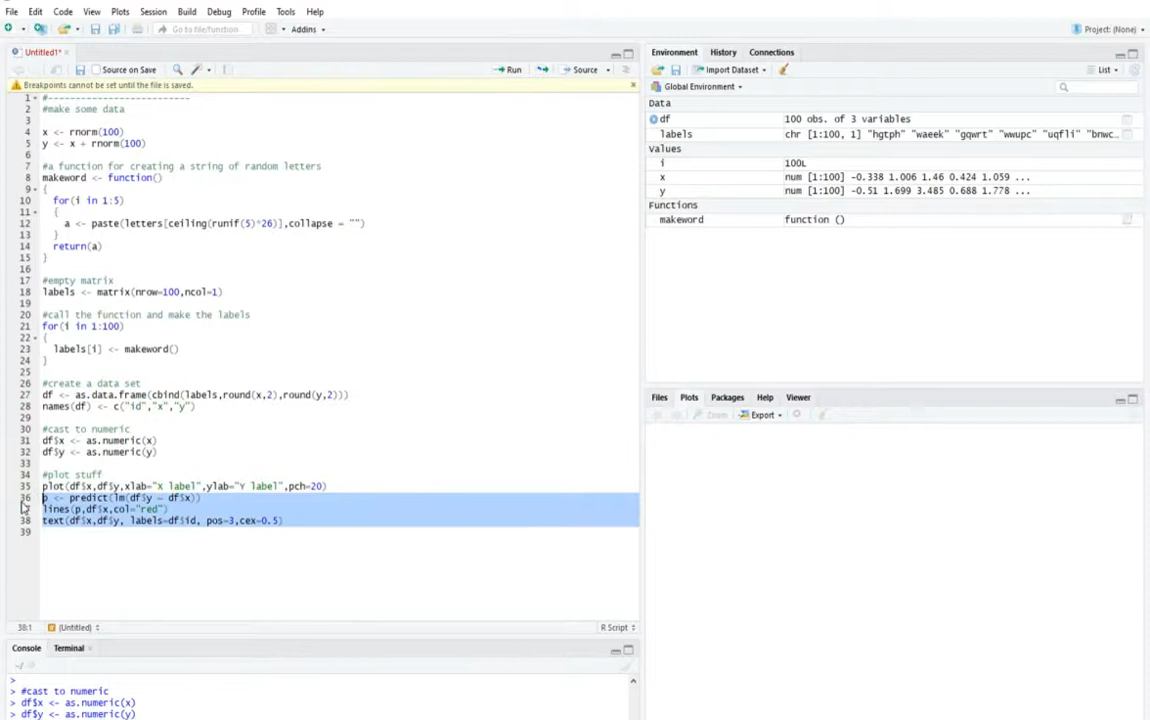 File Edit Code View Plots Session Build Debug Profile Tools Help
Go to file/function Addins Project: (None)
Untitled1*
Source on Save Run Source
Breakpoints cannot be set until the file is saved.
1 #--------------------------
2 #make some data
3
4 x <- rnorm(100)
5 y <- x + rnorm(100)
6
7 #a function for creating a string of random letters
8 makeword <- function()
9 {
10 for(i in 1:5)
11 {
12 a <- paste(letters[ceiling(runif(5)*26)],collapse = "")
13 }
14 return(a)
15 }
16
17 #empty matrix
18 labels <- matrix(nrow=100,ncol=1)
19
20 #call the function and make the labels
21 for(i in 1:100)
22 {
23 labels[i] <- makeword()
24 }
25
26 #create a data set
27 df <- as.data.frame(cbind(labels,round(x,2),round(y,2)))
28 names(df) <- c("id","x","y")
29
30 #cast to numeric
31 df$x <- as.numeric(x)
32 df$y <- as.numeric(y)
33
34 #plot stuff
35 plot(df$x,df$y,xlab="X label",ylab="Y label",pch=20)
36 p <- predict(lm(df$y ~ df$x))
lines(p,df$x,col="red")
38 text(df$x,df$y, labels=df$id, pos=3,cex=0.5)
39
38:1 (Untitled) R Script
Console Terminal
~/
>
> #cast to numeric
> df$x <- as.numeric(x)
> df$y <- as.numeric(y)
Environment History Connections
Import Dataset List
Global Environment
Data
df 100 obs. of 3 variables
labels chr [1:100, 1] "hgtph" "waeek" "gqwrt" "wwupc" "uqfli" "bnwc…
Values
i 100L
x num [1:100] -0.338 1.006 1.46 0.424 1.059 ...
y num [1:100] -0.51 1.699 3.485 0.688 1.778 ...
Functions
makeword function ()
Files Plots Packages Help Viewer
Zoom Export